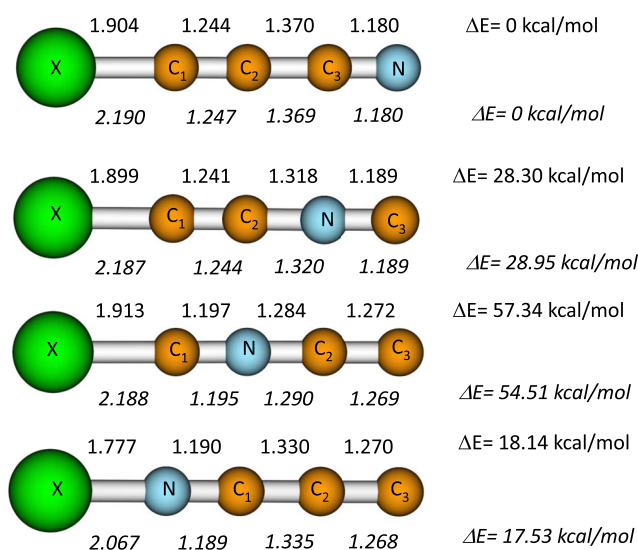 1.904 1.244 1.370 1.180 ΔE= 0 kcal/mol
X C1 C2 C3 N
2.190 1.247 1.369 1.180 ΔE= 0 kcal/mol
1.899 1.241 1.318 1.189 ΔE= 28.30 kcal/mol
X C1 C2 N C3
2.187 1.244 1.320 1.189 ΔE= 28.95 kcal/mol
1.913 1.197 1.284 1.272 ΔE= 57.34 kcal/mol
X C1 N C2 C3
2.188 1.195 1.290 1.269 ΔE= 54.51 kcal/mol
1.777 1.190 1.330 1.270 ΔE= 18.14 kcal/mol
X N C1 C2 C3
2.067 1.189 1.335 1.268 ΔE= 17.53 kcal/mol